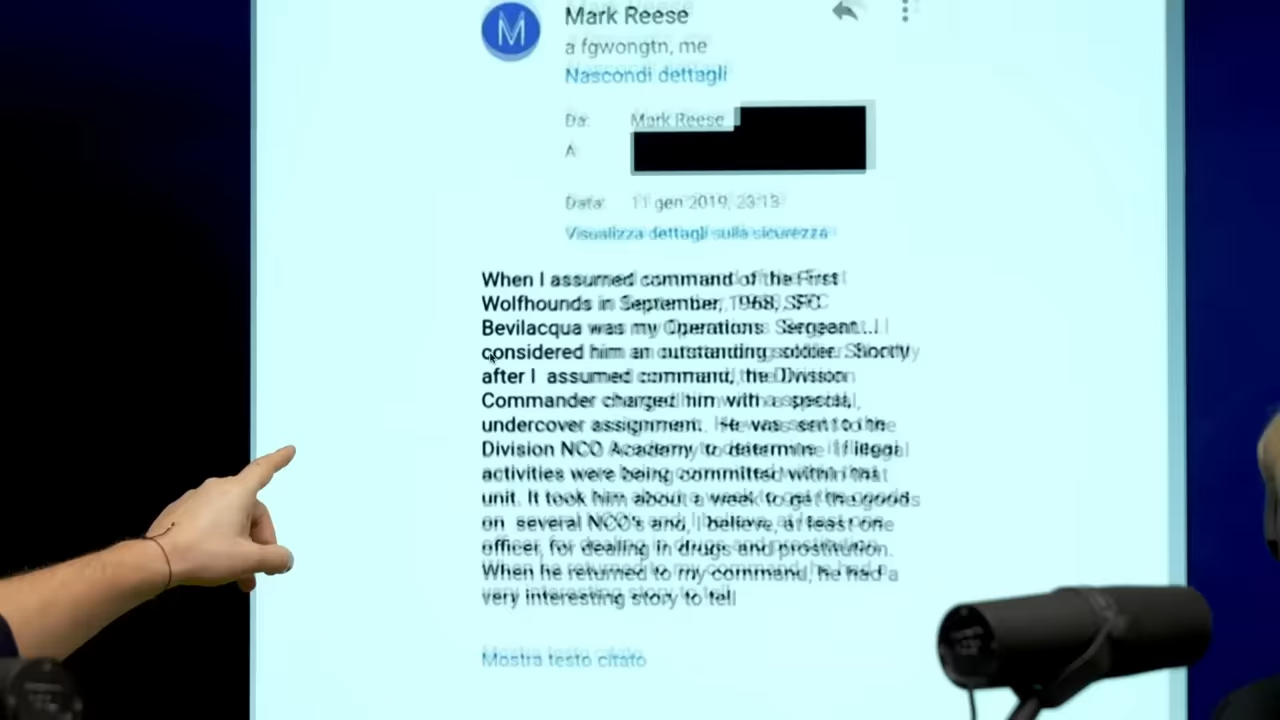 M
Mark Reese
a fgwongtn, me
Nascondi dettagli
Da: Mark Reese
A:
Data: 11 gen 2019, 23:13
Visualizza dettagli sulla sicurezza
When I assumed command of the First
Wolfhounds in September, 1968, SFC
Bevilacqua was my Operations Sergeant... I
considered him an outstanding soldier. Shortly
after I assumed command, the Division
Commander charged him with a special,
undercover assignment. He was sent to the
Division NCO Academy to determine if illegal
activities were being committed within that
unit. It took him about a week to get the goods
on several NCO's and, I believe, at least one
officer, for dealing in drugs and prostitution.
When he returned to my command, he had a
very interesting story to tell
Mostra testo citato